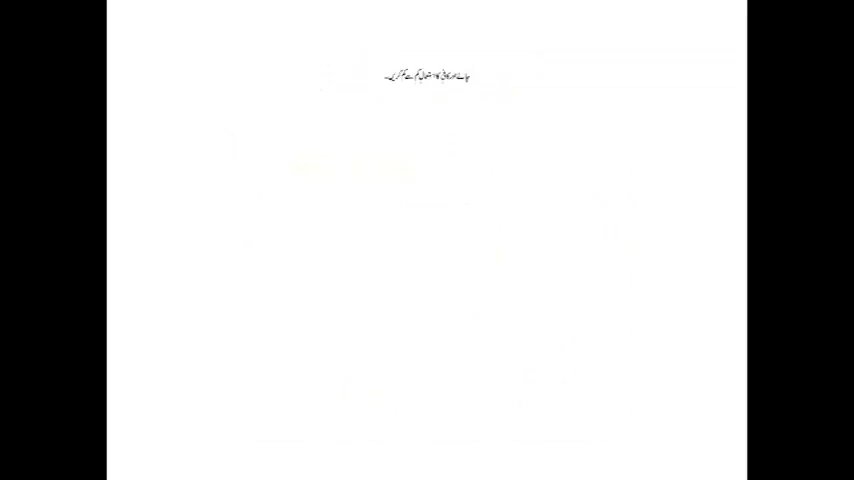 چائے اور کافی کا استعمال کم سے کم کریں۔